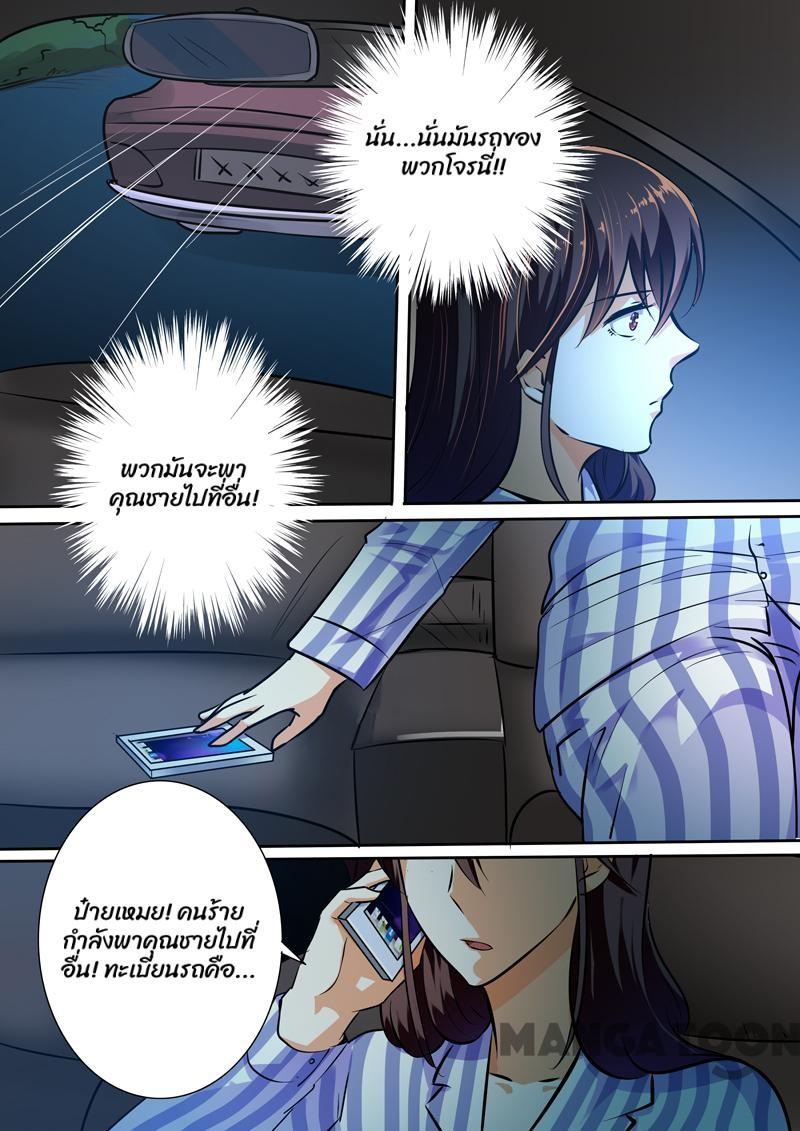 นั่น...นั่นมันรถของ
พวกโจรนี่!!
พวกมันจะพา
คุณชายไปที่อื่น!
ป๋ายเหมย! คนร้าย
กำลังพาคุณชายไปที่
อื่น! ทะเบียนรถคือ...
MANGATOON